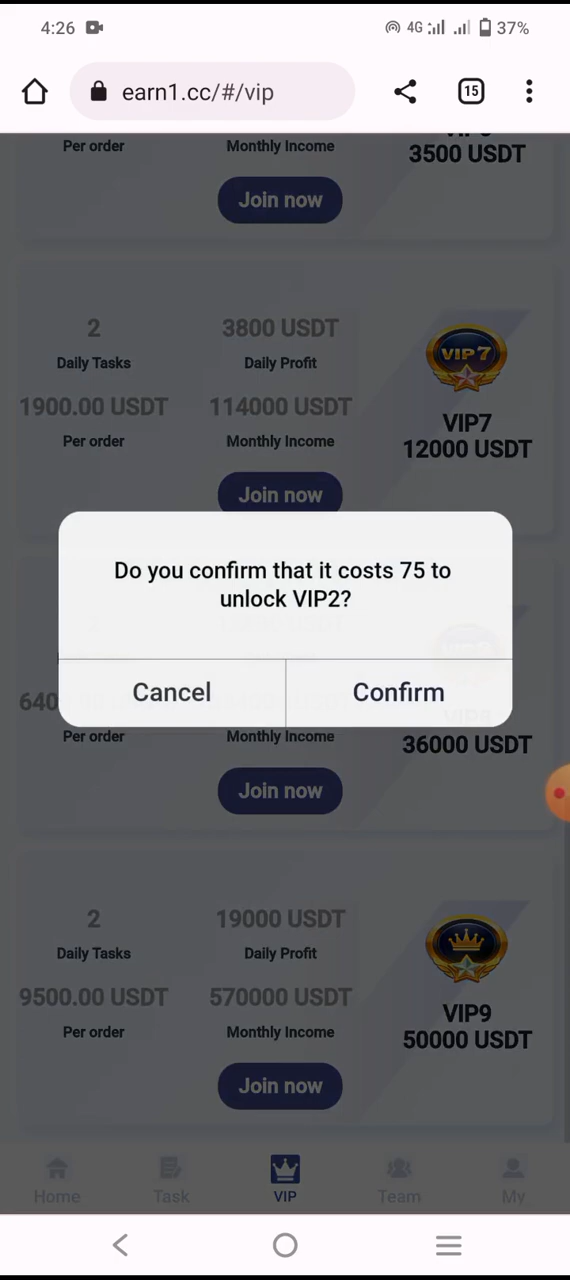 4:26
4G
37%
earn1.cc/#/vip
15
Per order
Monthly Income
3500 USDT
Join now
2
3800 USDT
Daily Tasks
Daily Profit
VIP7
1900.00 USDT
114000 USDT
VIP7
Per order
Monthly Income
12000 USDT
Join now
Do you confirm that it costs 75 to
unlock VIP2?
Cancel
Confirm
Per order
Monthly Income
36000 USDT
Join now
2
19000 USDT
Daily Tasks
Daily Profit
9500.00 USDT
570000 USDT
VIP9
Per order
Monthly Income
50000 USDT
Join now
Home
Task
VIP
Team
My